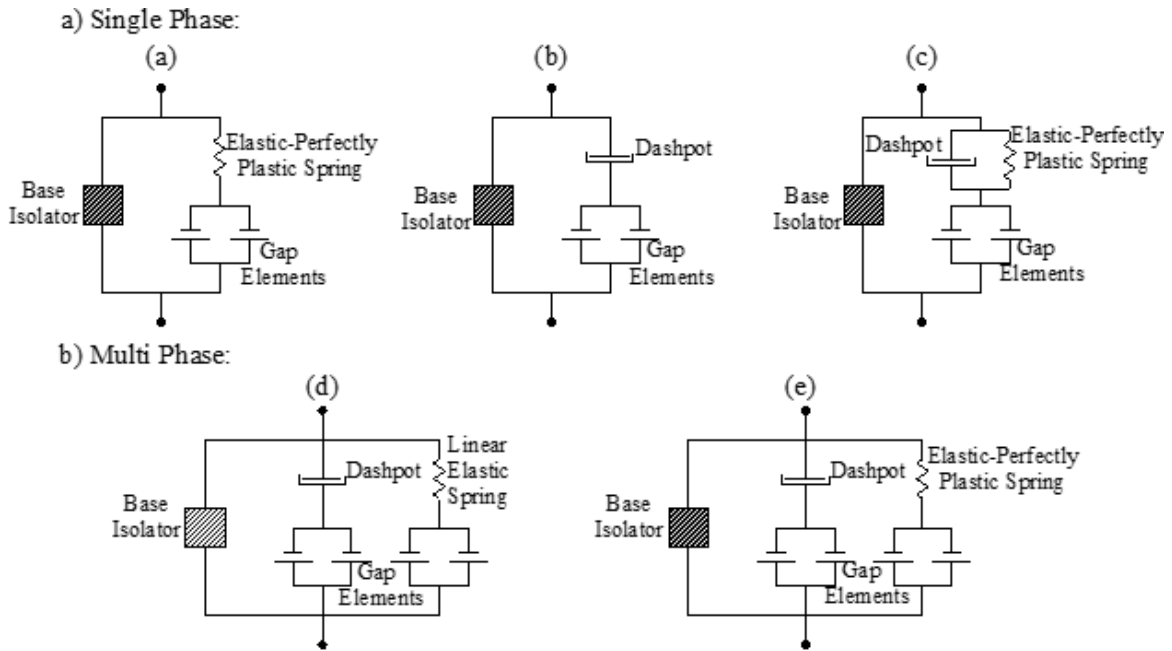 a) Single Phase:
(a)
(b)
(c)
Elastic-Perfectly
Plastic Spring
Base
Isolator
Gap
Elements
Dashpot
Base
Isolator
Gap
Elements
Dashpot
Elastic-Perfectly
Plastic Spring
Base
Isolator
Gap
Elements
b) Multi Phase:
(d)
(e)
Linear
Elastic
Spring
Dashpot
Base
Isolator
Gap
Elements
Dashpot
Elastic-Perfectly
Plastic Spring
Base
Isolator
Gap
Elements